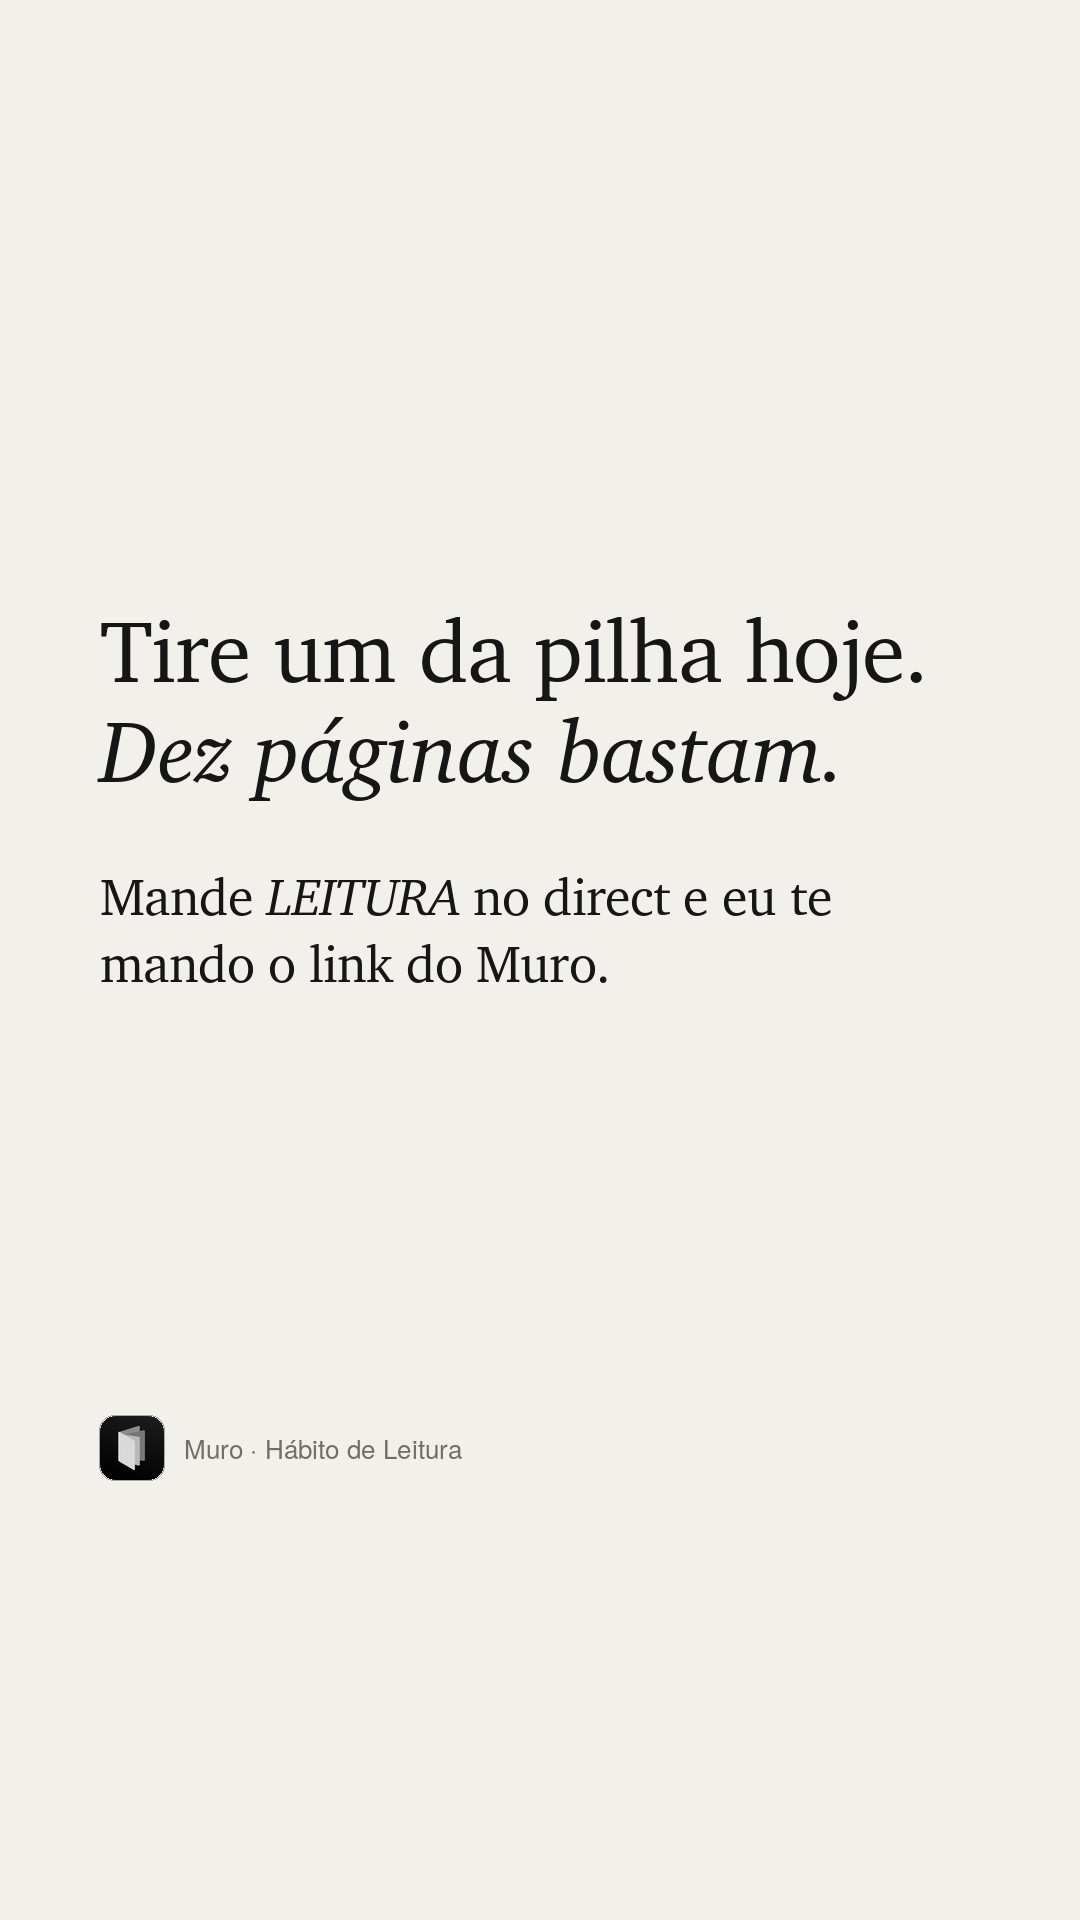 Tire um da pilha hoje.
Dez páginas bastam.
Mande LEITURA no direct e eu te
mando o link do Muro.
Muro · Hábito de Leitura